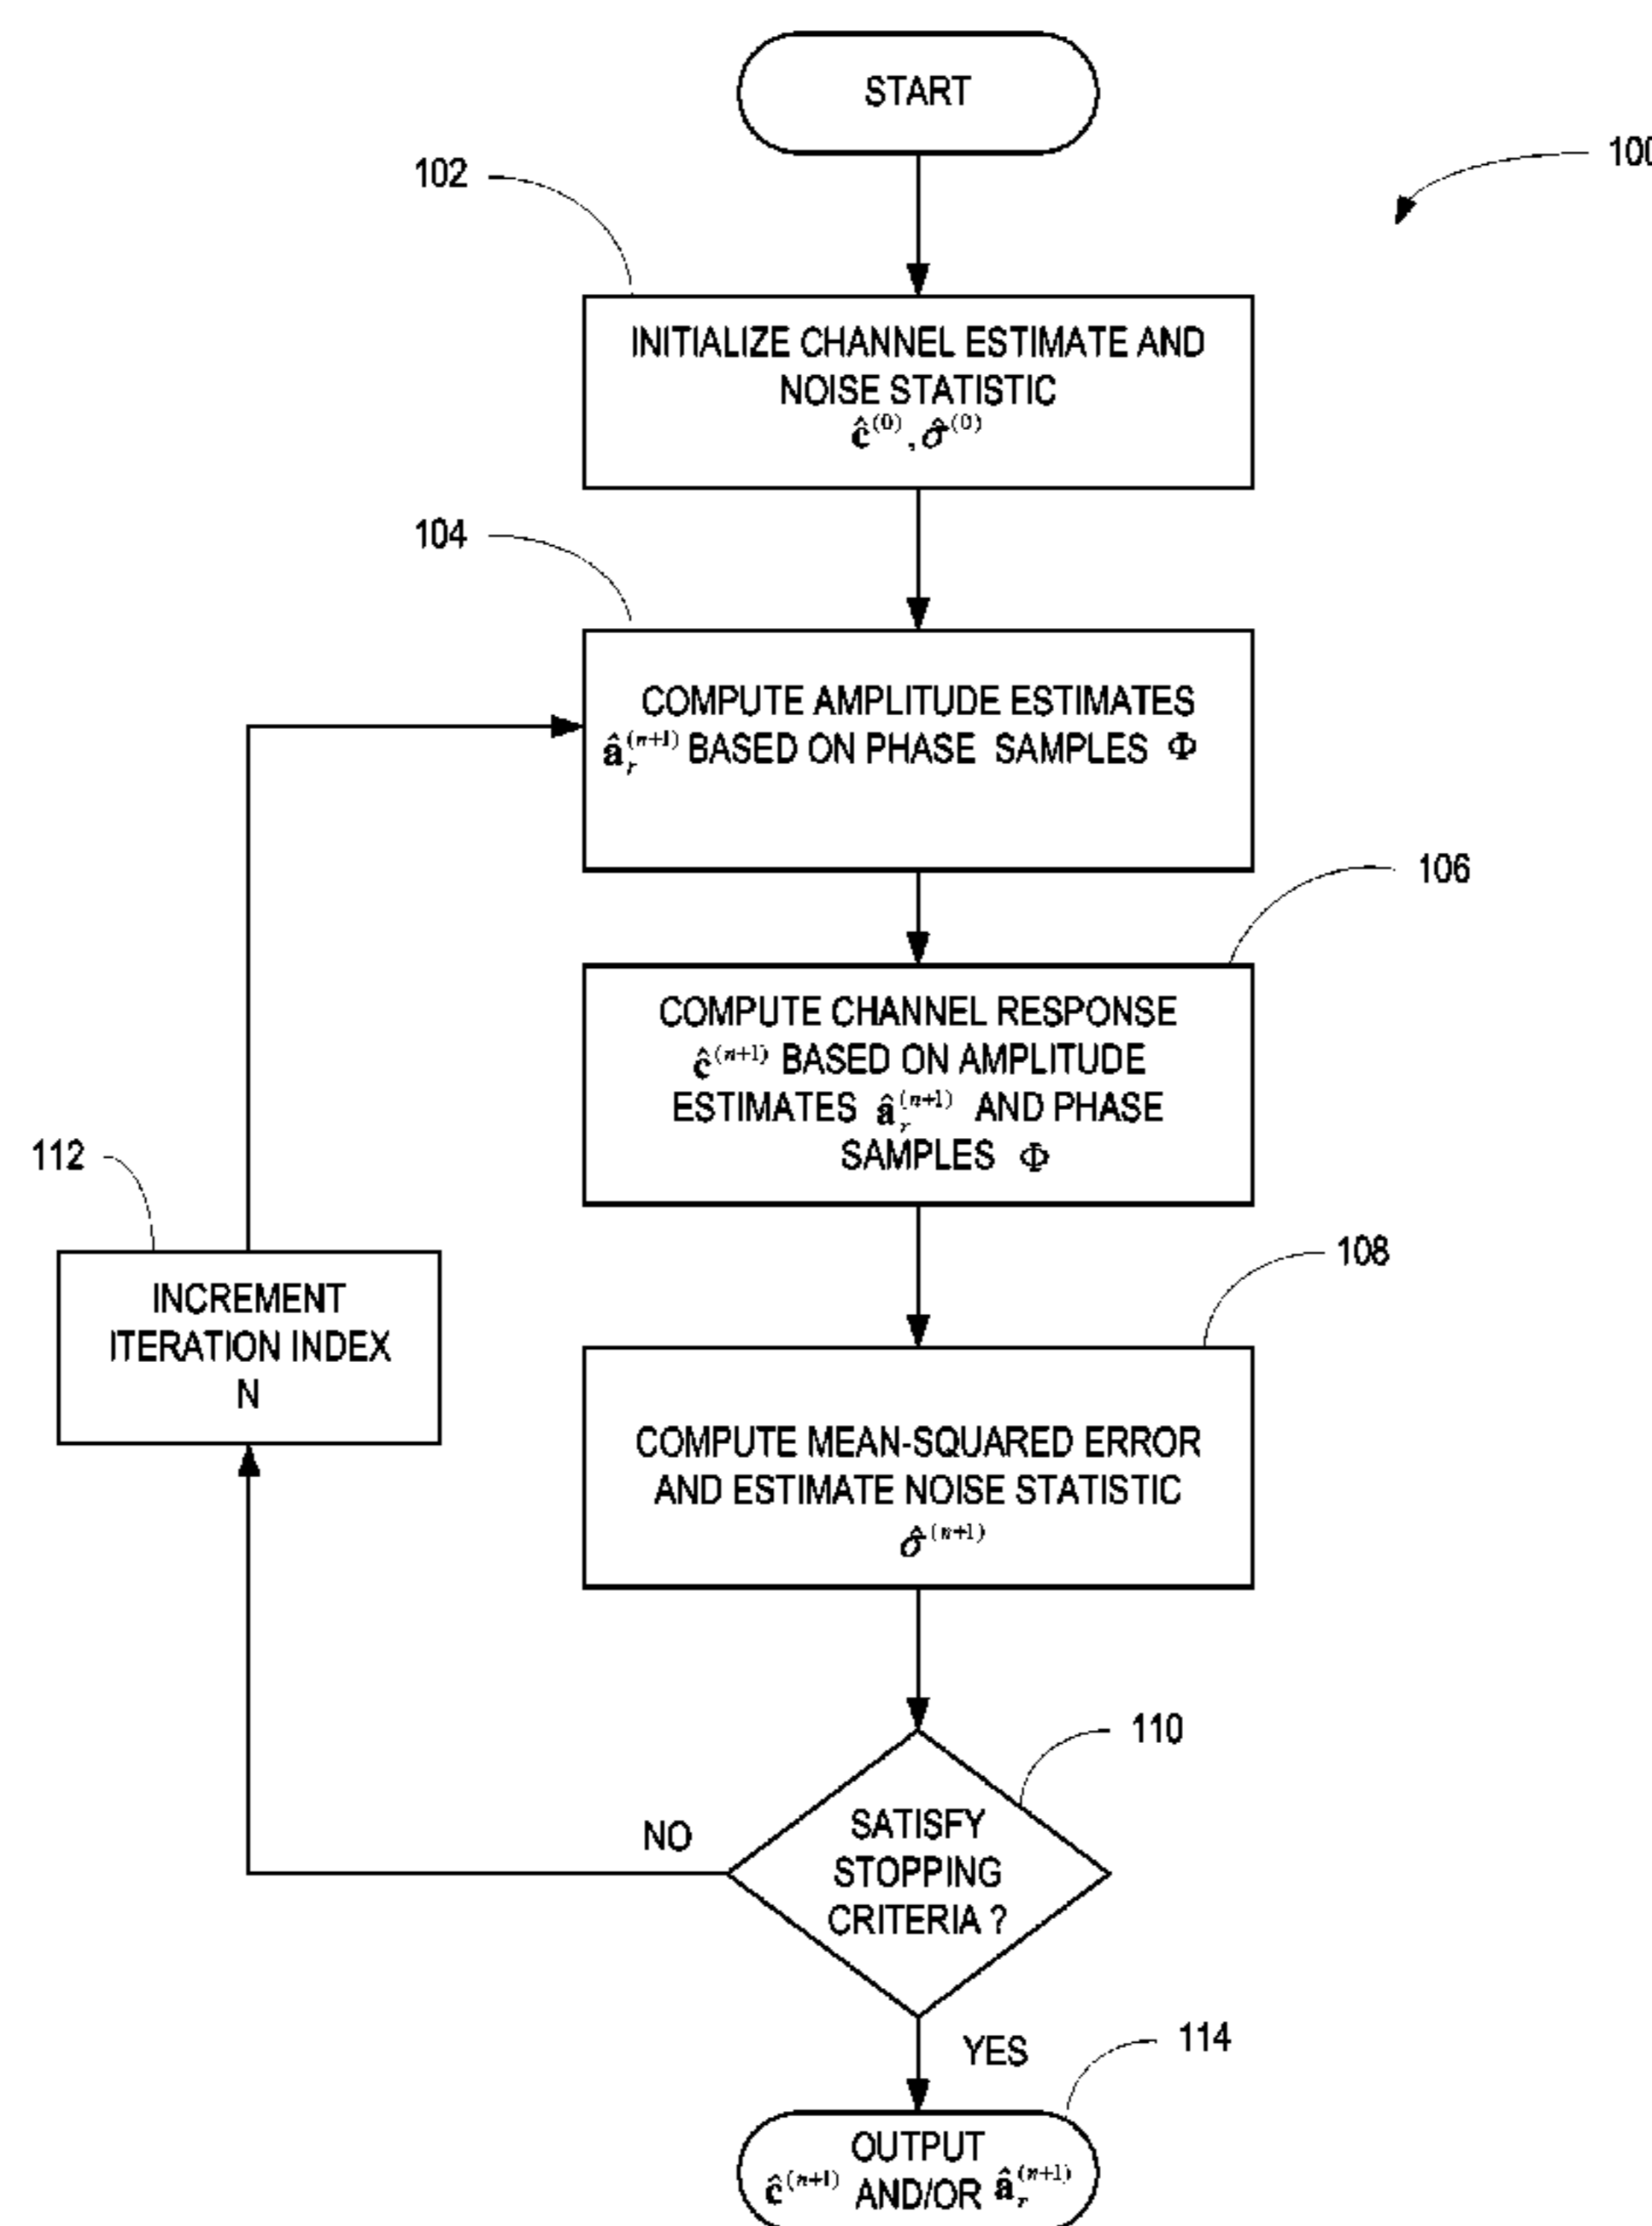 START
100
102
INITIALIZE CHANNEL ESTIMATE AND
NOISE STATISTIC
ĉ⁽⁰⁾, σ̂⁽⁰⁾
104
COMPUTE AMPLITUDE ESTIMATES
âᵣ⁽ⁿ⁺¹⁾ BASED ON PHASE SAMPLES Φ
106
COMPUTE CHANNEL RESPONSE
ĉ⁽ⁿ⁺¹⁾ BASED ON AMPLITUDE
ESTIMATES âᵣ⁽ⁿ⁺¹⁾ AND PHASE
SAMPLES Φ
112
INCREMENT
ITERATION INDEX
N
108
COMPUTE MEAN-SQUARED ERROR
AND ESTIMATE NOISE STATISTIC
σ̂⁽ⁿ⁺¹⁾
110
SATISFY
STOPPING
CRITERIA ?
NO
YES
114
OUTPUT
ĉ⁽ⁿ⁺¹⁾ AND/OR âᵣ⁽ⁿ⁺¹⁾